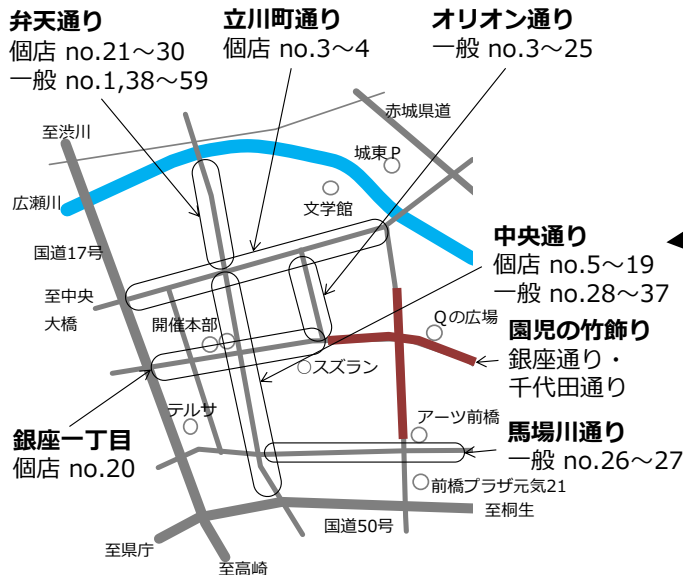 弁天通り
個店 no.21～30
一般 no.1,38～59
立川町通り
個店 no.3～4
オリオン通り
一般 no.3～25
赤城県道
至渋川
城東Ｐ
広瀬川
文学館
国道17号
中央通り
個店 no.5～19
一般 no.28～37
至中央
大橋
開催本部
Ｑの広場
園児の竹飾り
銀座通り・
千代田通り
スズラン
テルサ
アーツ前橋
銀座一丁目
個店 no.20
馬場川通り
一般 no.26～27
前橋プラザ元気21
至桐生
国道50号
至県庁
至高崎